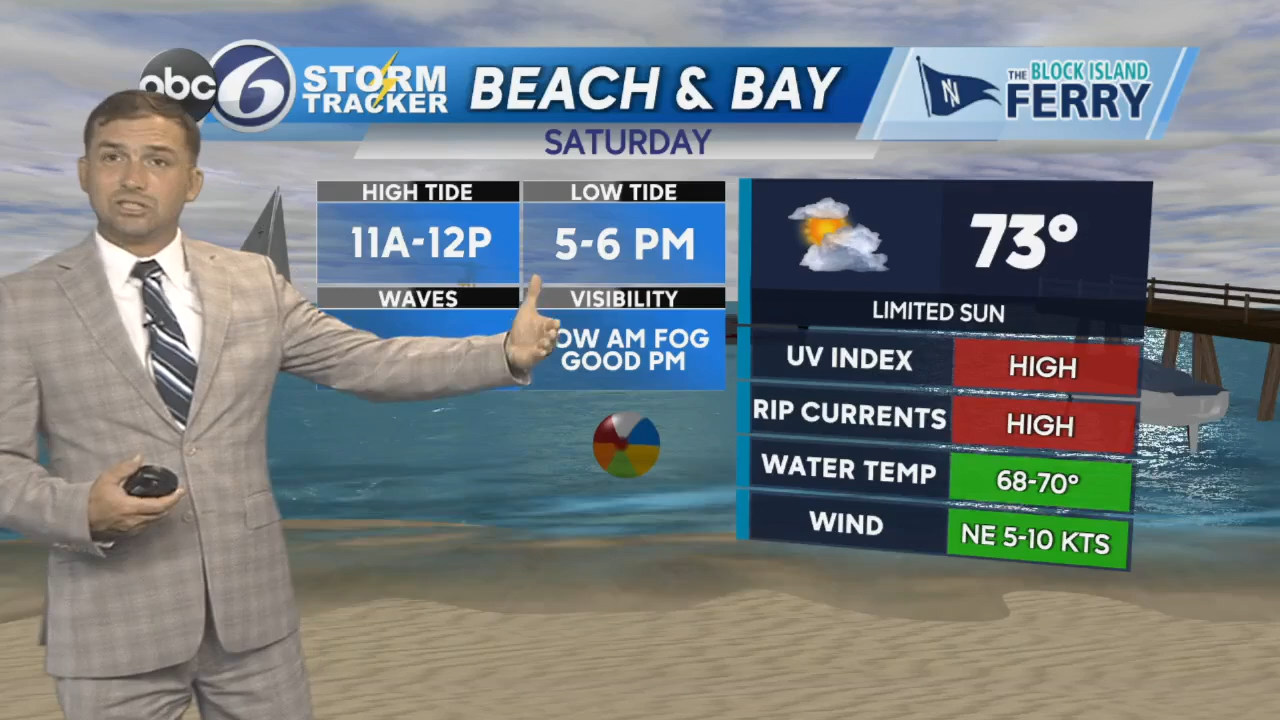 abc 6
STORM
TRACKER
BEACH & BAY
THE BLOCK ISLAND
FERRY
SATURDAY
HIGH TIDE
11A-12P
LOW TIDE
5-6 PM
WAVES
VISIBILITY
AM FOG
GOOD PM
73°
LIMITED SUN
UV INDEX HIGH
RIP CURRENTS HIGH
WATER TEMP 68-70°
WIND NE 5-10 KTS